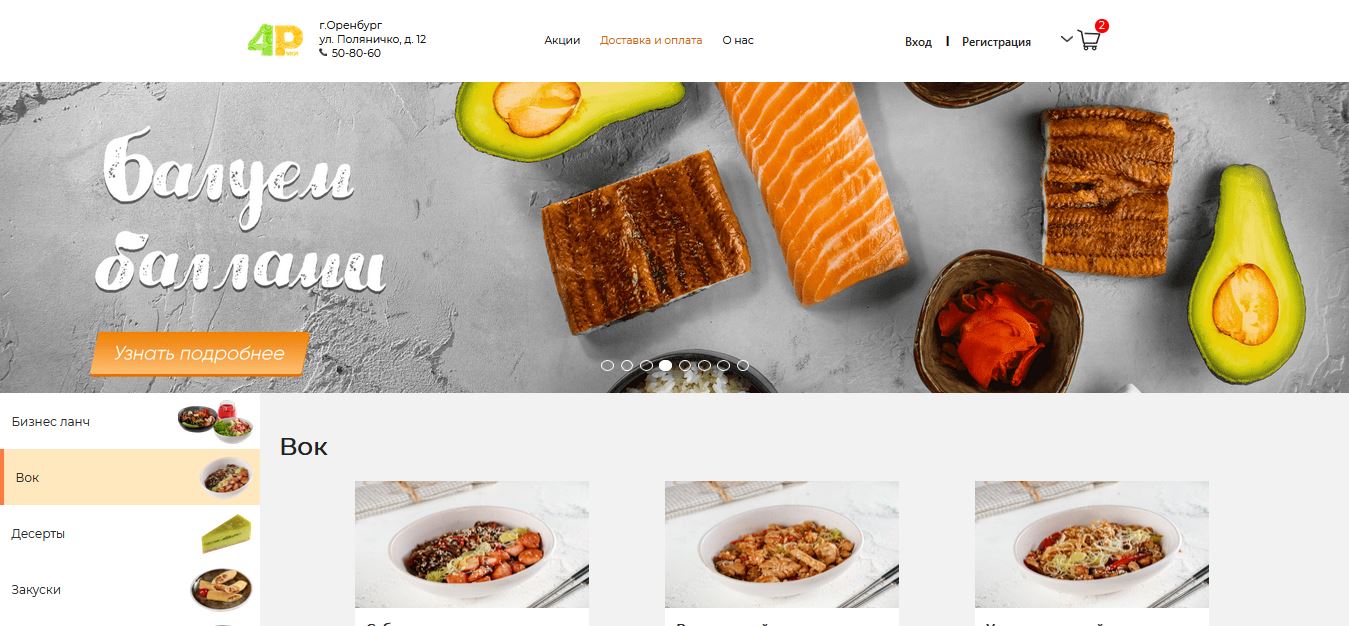 4Р
г.Оренбург
ул. Поляничко, д. 12
50-80-60
Акции
Доставка и оплата
О нас
Вход
Регистрация
2
Балуем
баллами
Узнать подробнее
Бизнес ланч
Вок
Десерты
Закуски
Вок